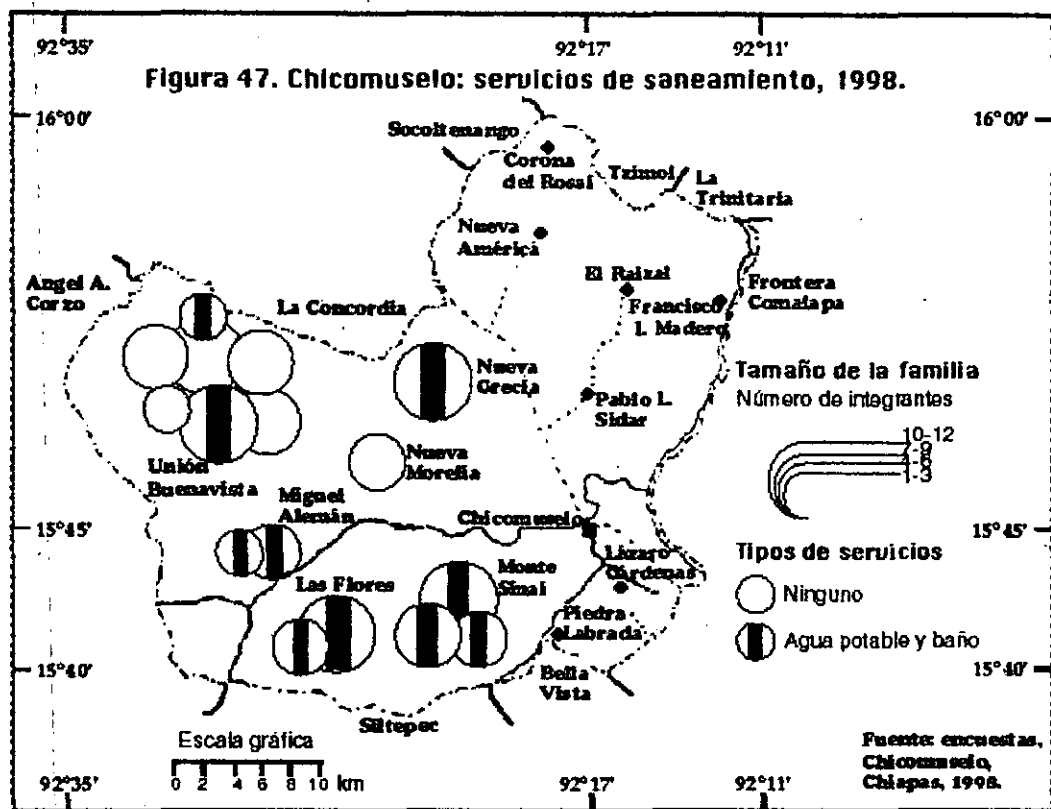 92°35'
92°17'
92°11'
Figura 47. Chicomuselo: servicios de saneamiento, 1998.
16°00'
16°00'
Socoltenango
Corona
del Rosal
Tzimol
La
Trinitaria
Nueva
América
Angel A.
Corzo
La Concordia
El Raizal
Francisco
I. Madero
Frontera
Comalapa
Nueva
Grecia
Pablo L.
Sidar
Tamaño de la familia
Número de integrantes
10-12
1-3
Nueva
Morelia
Unión
Buenavista
Miguel
Alemán
Chicomuselo
15°45'
15°45'
Lázaro
Cárdenas
Tipos de servicios
Ninguno
Agua potable y baño
Las Flores
Monte
Sinai
Piedra
Labrada
15°40'
15°40'
Bella
Vista
Siltepec
Escala gráfica
0 2 4 6 8 10 km
Fuente: encuestas,
Chicomuselo,
Chiapas, 1998.
92°35'
92°17'
92°11'